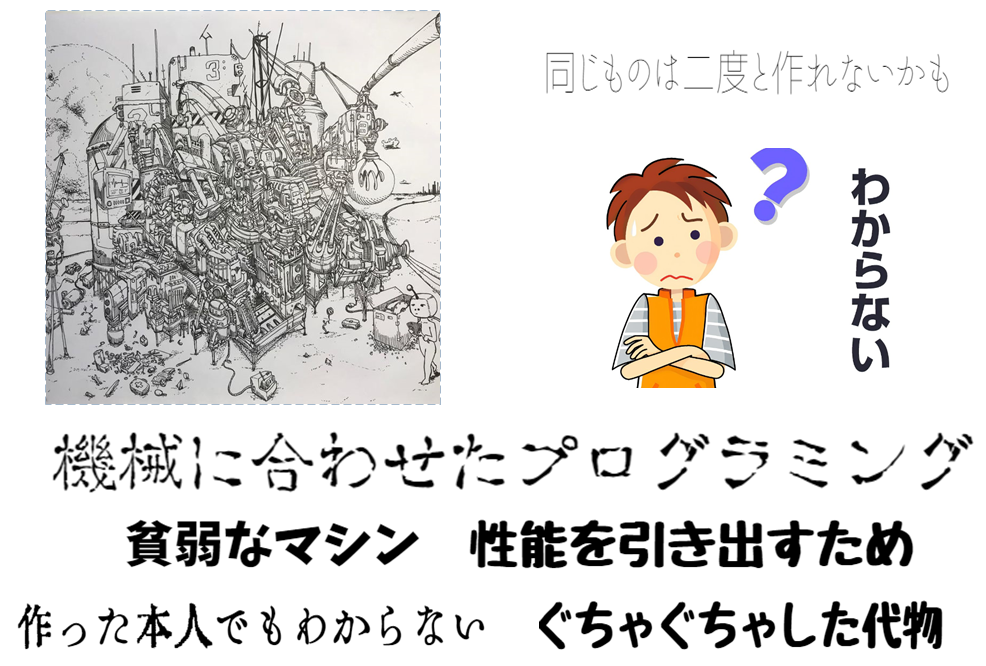 同じものは二度と作れないかも
わからない
機械に合わせたプログラミング
貧弱なマシン　性能を引き出すため
作った本人でもわからない　ぐちゃぐちゃした代物
3